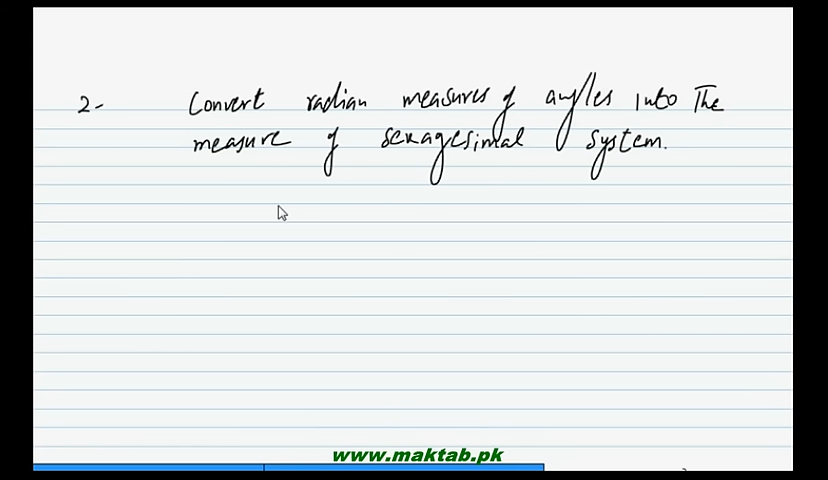 2- Convert radian measures of angles into The
measure of sexagesimal system.
www.maktab.pk